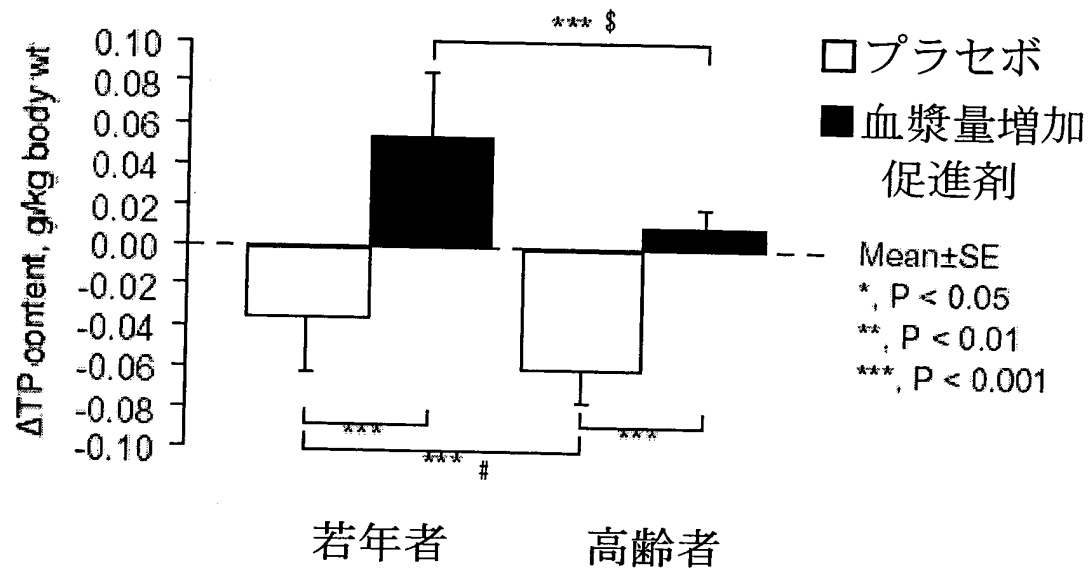 *** $
ΔTP content, g/kg body wt
0.10
0.08
0.06
0.04
0.02
0.00
-0.02
-0.04
-0.06
-0.08
-0.10
プラセボ
血漿量増加
促進剤
Mean±SE
*, P < 0.05
**, P < 0.01
***, P < 0.001
***
***
*** #
若年者
高齢者